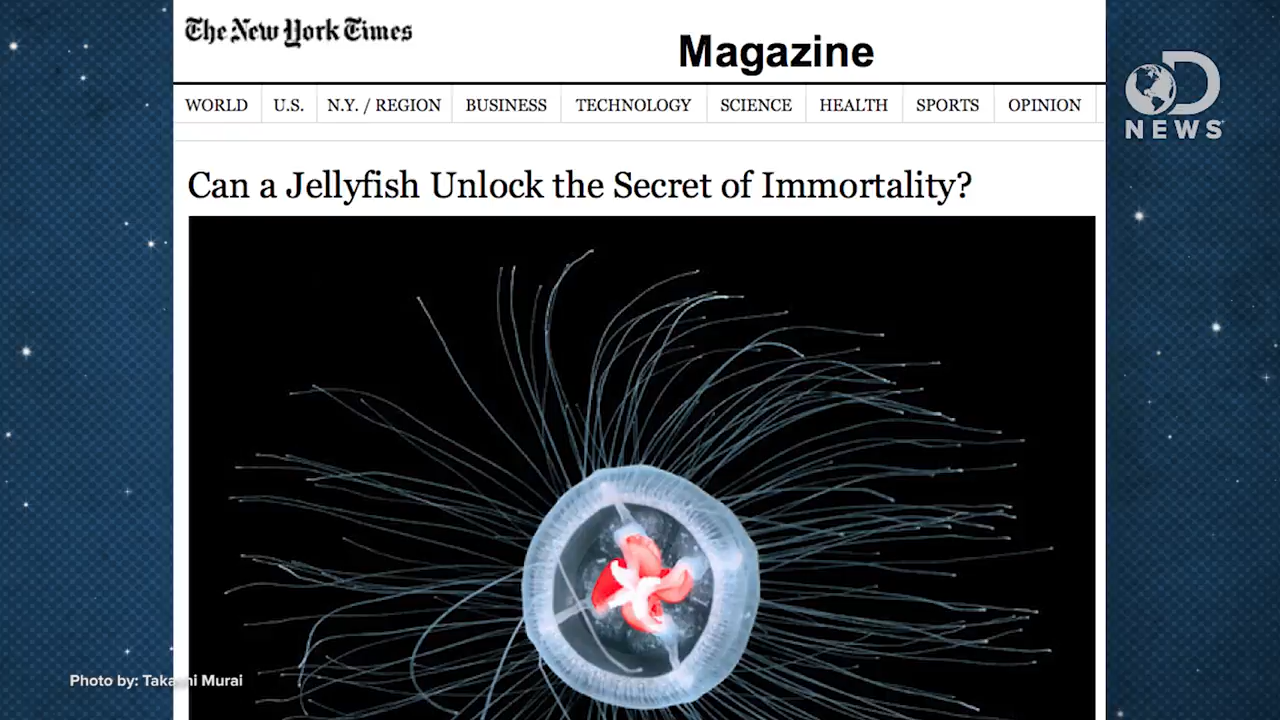 The New York Times
Magazine
WORLD U.S. N.Y. / REGION BUSINESS TECHNOLOGY SCIENCE HEALTH SPORTS OPINION
D
NEWS
Can a Jellyfish Unlock the Secret of Immortality?
Photo by: Takashi Murai